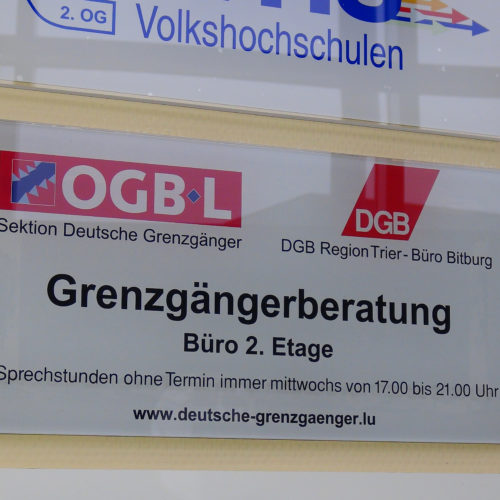 2. OG
Volkshochschulen
OGB·L
Sektion Deutsche Grenzgänger
DGB
DGB Region Trier - Büro Bitburg
Grenzgängerberatung
Büro 2. Etage
Sprechstunden ohne Termin immer mittwochs von 17.00 bis 21.00 Uhr
www.deutsche-grenzgaenger.lu